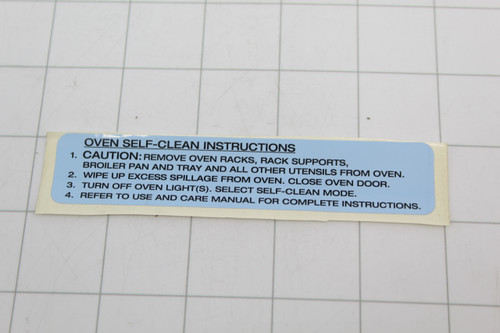 OVEN SELF-CLEAN INSTRUCTIONS
1. CAUTION: REMOVE OVEN RACKS, RACK SUPPORTS,
BROILER PAN AND TRAY AND ALL OTHER UTENSILS FROM OVEN.
2. WIPE UP EXCESS SPILLAGE FROM OVEN. CLOSE OVEN DOOR.
3. TURN OFF OVEN LIGHT(S). SELECT SELF-CLEAN MODE.
4. REFER TO USE AND CARE MANUAL FOR COMPLETE INSTRUCTIONS.